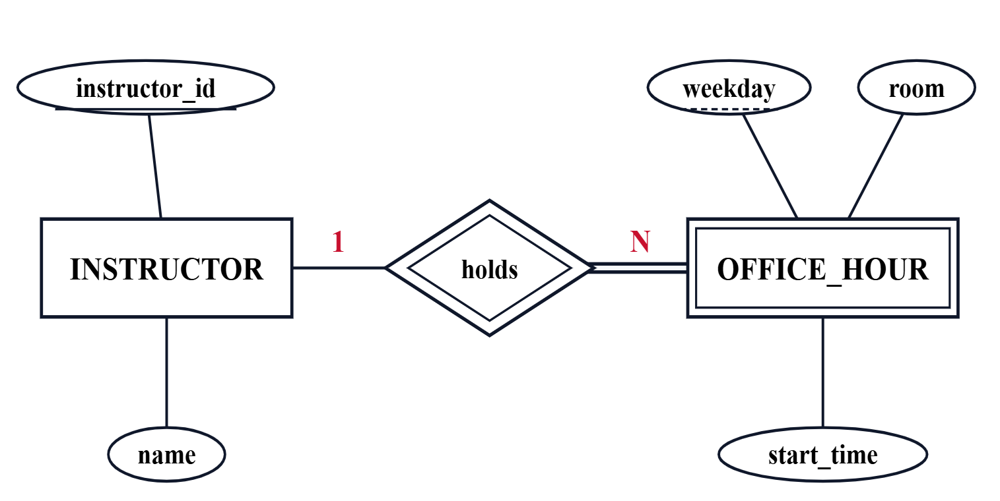 instructor_id
weekday
room
INSTRUCTOR
1
holds
N
OFFICE_HOUR
name
start_time